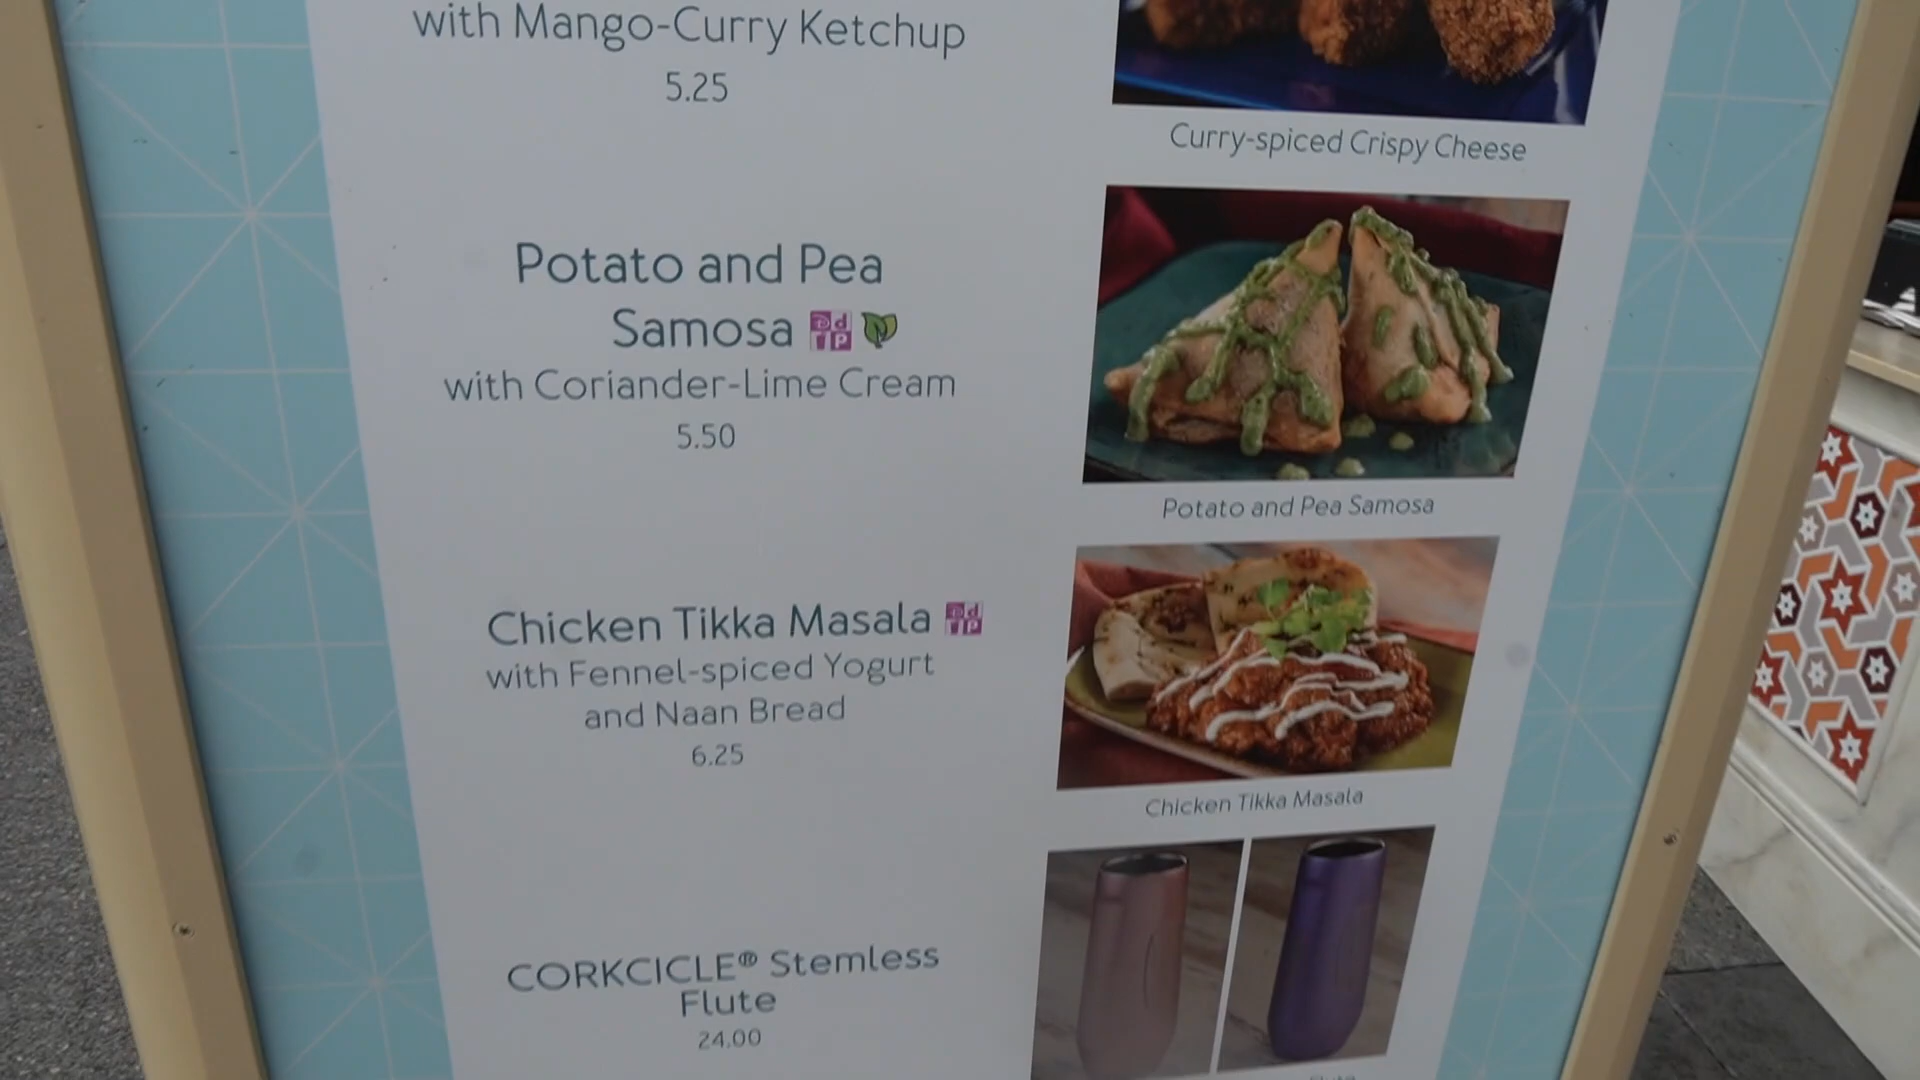 with Mango-Curry Ketchup
5.25
Curry-spiced Crispy Cheese
Potato and Pea
Samosa
with Coriander-Lime Cream
5.50
Potato and Pea Samosa
Chicken Tikka Masala
with Fennel-spiced Yogurt
and Naan Bread
6.25
Chicken Tikka Masala
CORKCICLE® Stemless
Flute
24.00